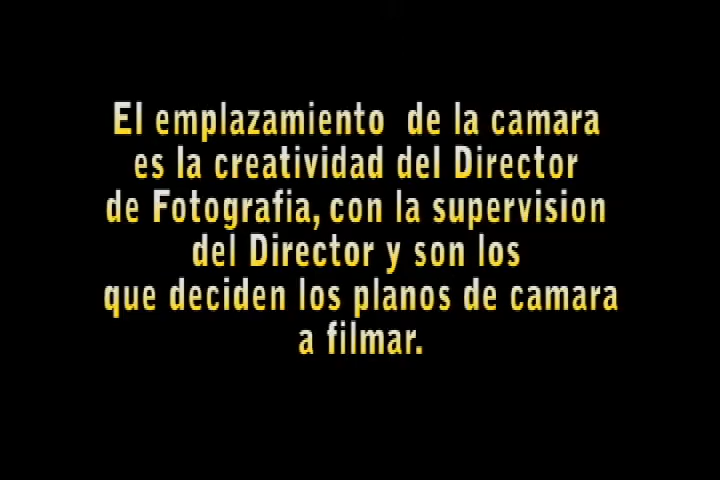 El emplazamiento de la camara
es la creatividad del Director
de Fotografia, con la supervision
del Director y son los
que deciden los planos de camara
a filmar.